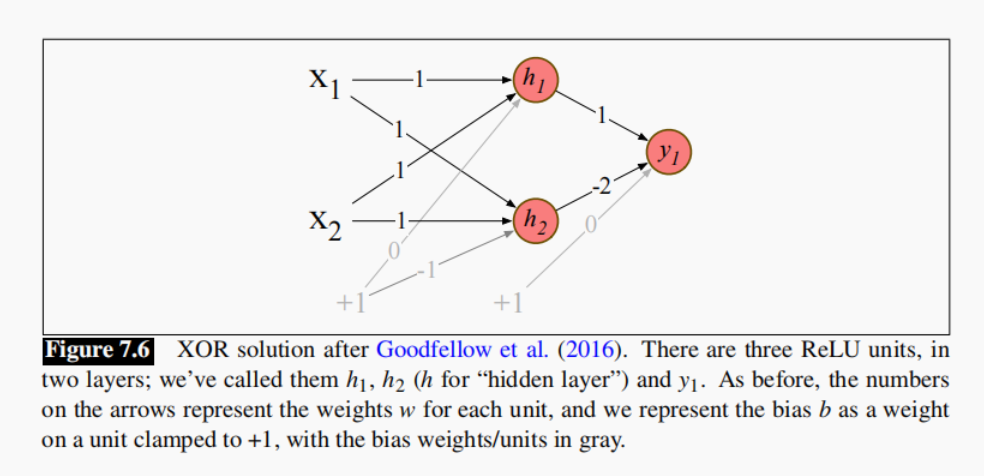 X1 1 h1
1 1
y1
1 -2
X2 1 h2
0 0
-1
+1 +1
Figure 7.6 XOR solution after Goodfellow et al. (2016). There are three ReLU units, in
two layers; we’ve called them h1, h2 (h for “hidden layer”) and y1. As before, the numbers
on the arrows represent the weights w for each unit, and we represent the bias b as a weight
on a unit clamped to +1, with the bias weights/units in gray.